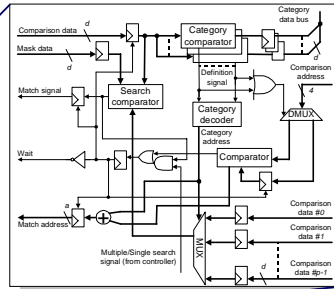 Comparison data
d
Mask data
d
Category comparator
Category data bus
d
Comparison address
4
Definition signal
Match signal
Search comparator
Category decoder
DMUX
Category address
Wait
Comparator
a
Match address
Multiple/Single search signal (from controller)
MUX
Comparison data #0
Comparison data #1
d
Comparison data #p-1